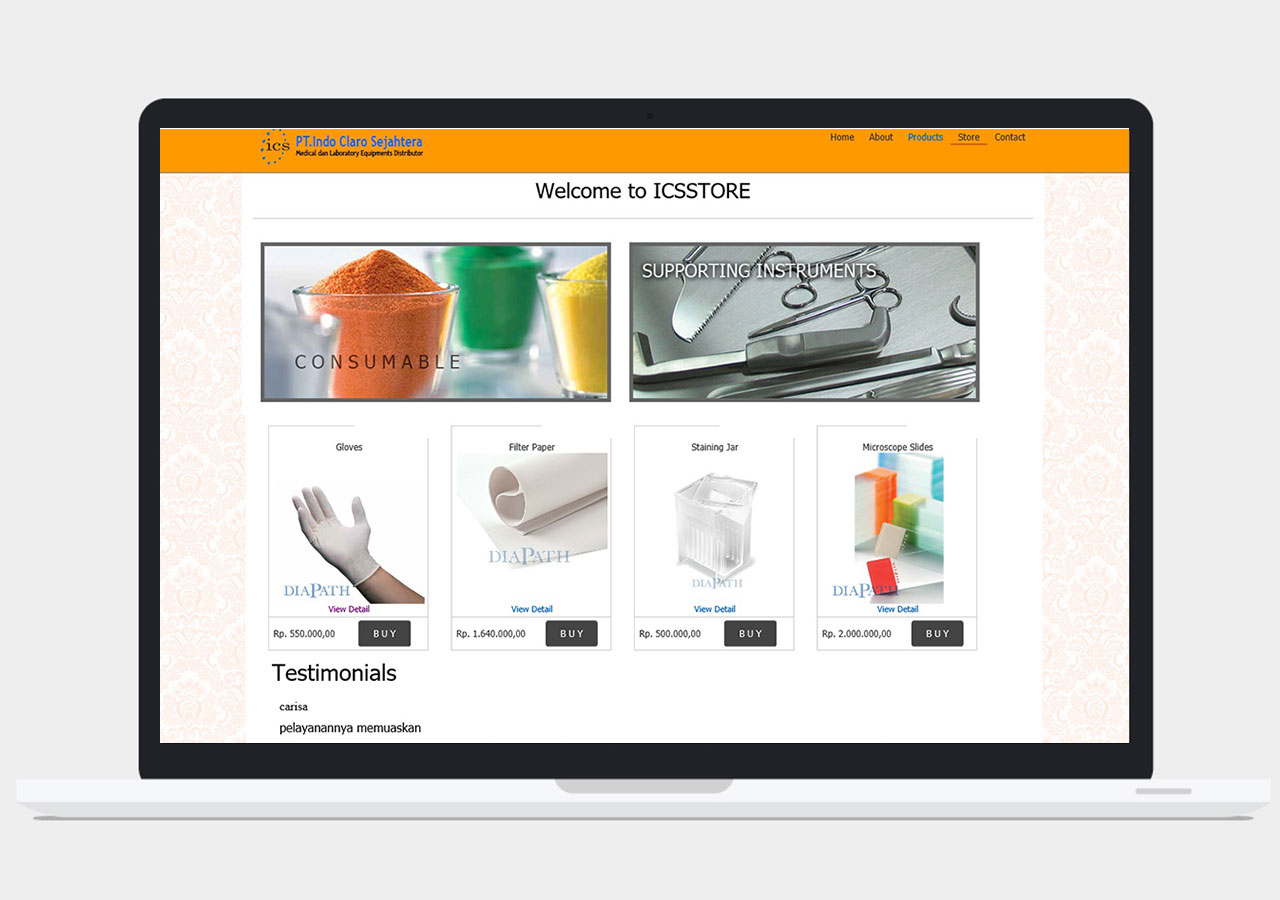 ics
PT.Indo Claro Sejahtera
Medical dan Laboratory Equipments Distributor
Home About Products Store Contact
Welcome to ICSSTORE
CONSUMABLE
SUPPORTING INSTRUMENTS
Gloves
DIAPATH
View Detail
Rp. 550.000,00 BUY
Filter Paper
DIAPATH
View Detail
Rp. 1.640.000,00 BUY
Staining Jar
DIAPATH
View Detail
Rp. 500.000,00 BUY
Microscope Slides
DIAPATH
View Detail
Rp. 2.000.000,00 BUY
Testimonials
carisa
pelayanannya memuaskan